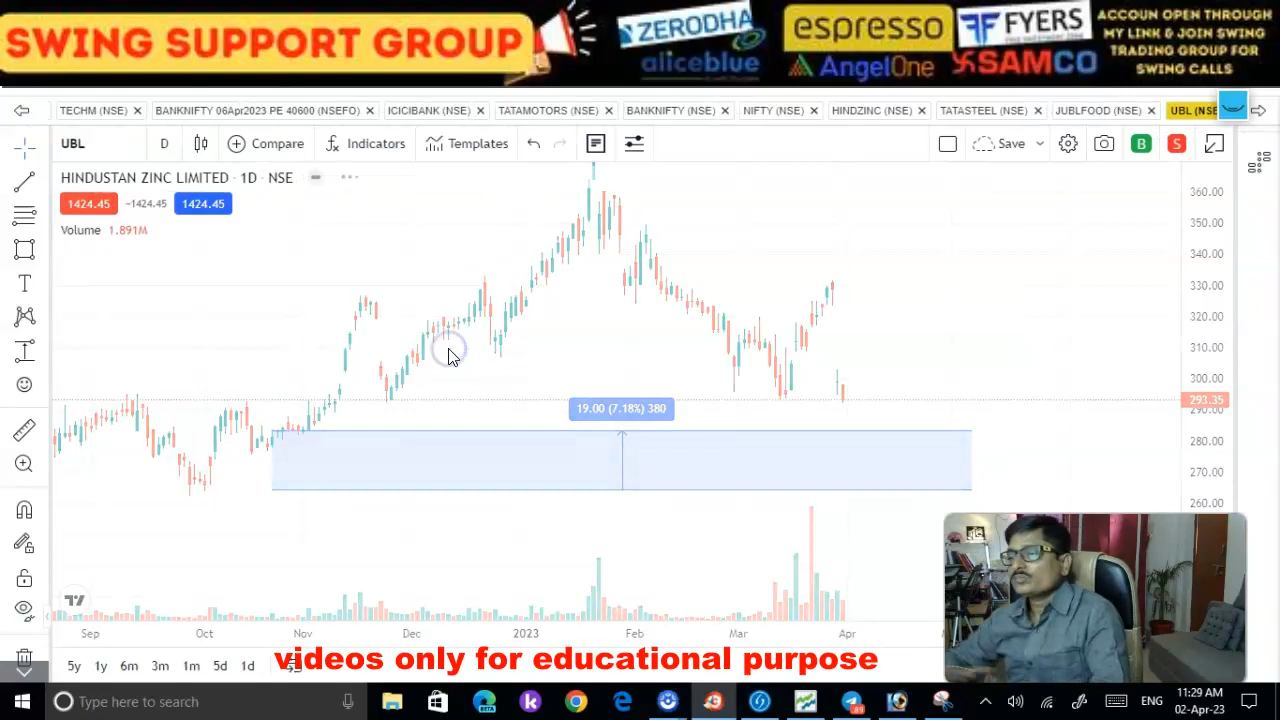 SWING SUPPORT GROUP
ZERODHA
aliceblue
espresso
AngelOne
FYERS
SAMCO
ACCOUN OPEN THROUGH
MY LINK & JOIN SWING
TRADING GROUP FOR
SWING CALLS
TECHM (NSE) BANKNIFTY 06Apr2023 PE 40600 (NSEFO) ICICIBANK (NSE) TATAMOTORS (NSE) BANKNIFTY (NSE) NIFTY (NSE) HINDZINC (NSE) TATASTEEL (NSE) JUBLFOOD (NSE) UBL (NSE
UBL D Compare Indicators Templates Save B S
HINDUSTAN ZINC LIMITED · 1D · NSE
1424.45 −1424.45 1424.45
Volume 1.891M
360.00
350.00
340.00
330.00
320.00
310.00
300.00
293.35
290.00
280.00
270.00
260.00
19.00 (7.18%) 380
Sep Oct Nov Dec 2023 Feb Mar Apr
5y 1y 6m 3m 1m 5d 1d
videos only for educational purpose
Type here to search
ENG
11:29 AM
02-Apr-23